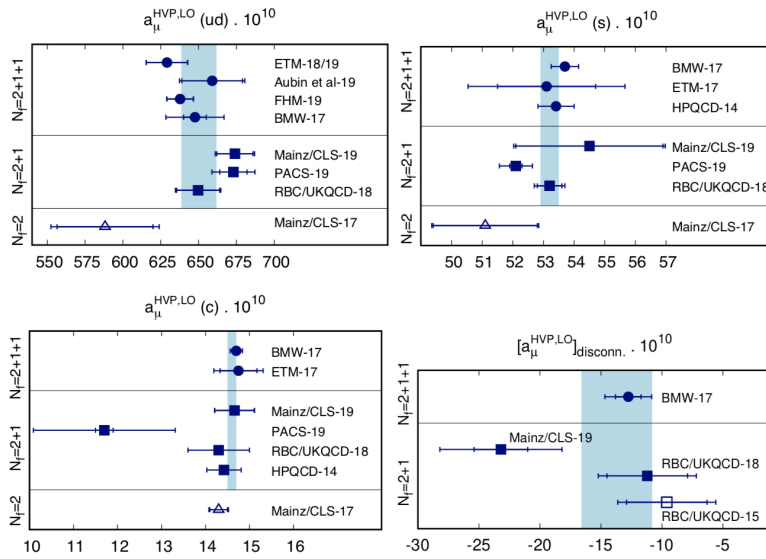 a_μ^HVP,LO (ud) · 10^10
N_f=2+1+1
ETM-18/19
Aubin et al-19
FHM-19
BMW-17
N_f=2+1
Mainz/CLS-19
PACS-19
RBC/UKQCD-18
N_f=2
Mainz/CLS-17
550 575 600 625 650 675 700
a_μ^HVP,LO (s) · 10^10
N_f=2+1+1
BMW-17
ETM-17
HPQCD-14
N_f=2+1
Mainz/CLS-19
PACS-19
RBC/UKQCD-18
N_f=2
Mainz/CLS-17
50 51 52 53 54 55 56 57
a_μ^HVP,LO (c) · 10^10
N_f=2+1+1
BMW-17
ETM-17
N_f=2+1
Mainz/CLS-19
PACS-19
RBC/UKQCD-18
HPQCD-14
N_f=2
Mainz/CLS-17
10 11 12 13 14 15 16
[a_μ^HVP,LO]_disconn. · 10^10
N_f=2+1+1
BMW-17
N_f=2+1
Mainz/CLS-19
RBC/UKQCD-18
RBC/UKQCD-15
-30 -25 -20 -15 -10 -5